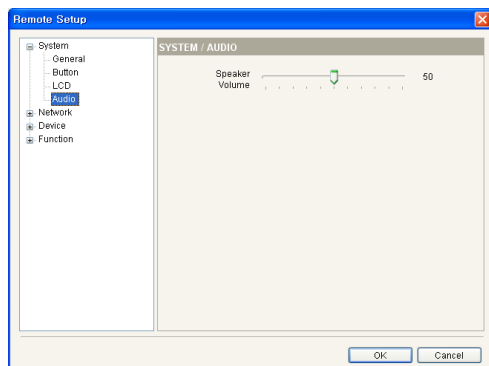 Remote Setup
System
General
Button
LCD
Audio
Network
Device
Function
SYSTEM / AUDIO
Speaker
Volume
50
OK
Cancel